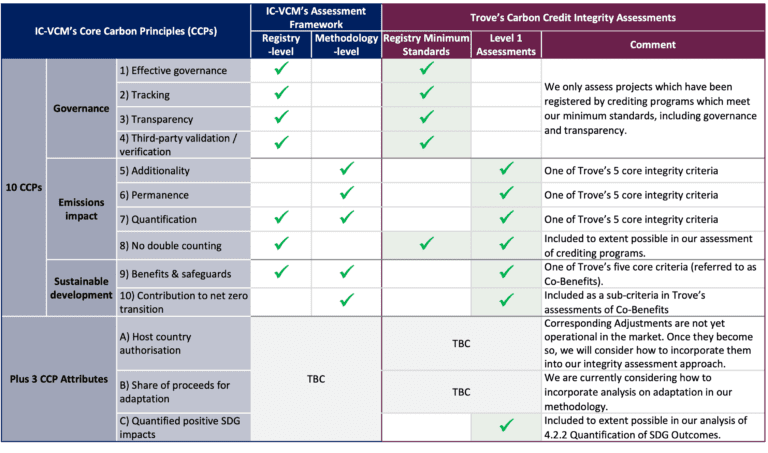 IC-VCM's Core Carbon Principles (CCPs)
IC-VCM's Assessment
Framework
Trove's Carbon Credit Integrity Assessments
Registry
-level
Methodology
-level
Registry Minimum
Standards
Level 1
Assessments
Comment
10 CCPs
Governance
1) Effective governance
2) Tracking
3) Transparency
4) Third-party validation /
verification
We only assess projects which have been
registered by crediting programs which meet
our minimum standards, including governance
and transparency.
Emissions
impact
5) Additionality
One of Trove's 5 core integrity criteria
6) Permanence
One of Trove's 5 core integrity criteria
7) Quantification
One of Trove's 5 core integrity criteria
8) No double counting
Included to extent possible in our assessment
of crediting programs.
Sustainable
development
9) Benefits & safeguards
One of Trove's five core criteria (referred to as
Co-Benefits).
10) Contribution to net zero
transition
Included as a sub-criteria in Trove's
assessments of Co-Benefits
Plus 3 CCP Attributes
A) Host country
authorisation
TBC
TBC
Corresponding Adjustments are not yet
operational in the market. Once they become
so, we will consider how to incorporate them
into our integrity assessment approach.
B) Share of proceeds for
adaptation
TBC
We are currently considering how to
incorporate analysis on adaptation in our
methodology.
C) Quantified positive SDG
impacts
Included to extent possible in our analysis of
4.2.2 Quantification of SDG Outcomes.